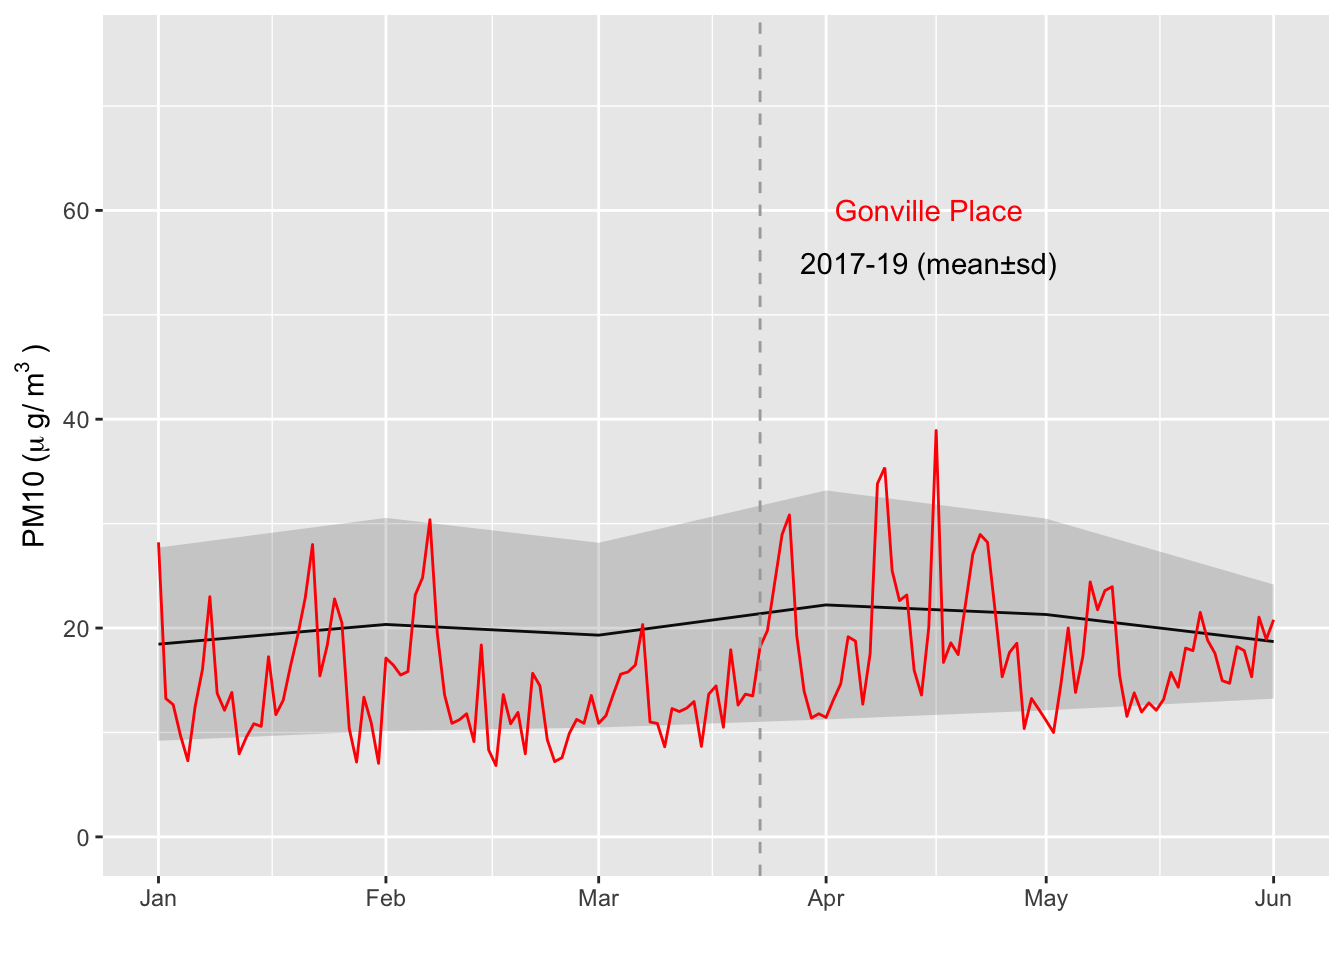 PM10 (μ g/ m³ )
60
40
20
0
Gonville Place
2017-19 (mean±sd)
Jan Feb Mar Apr May Jun